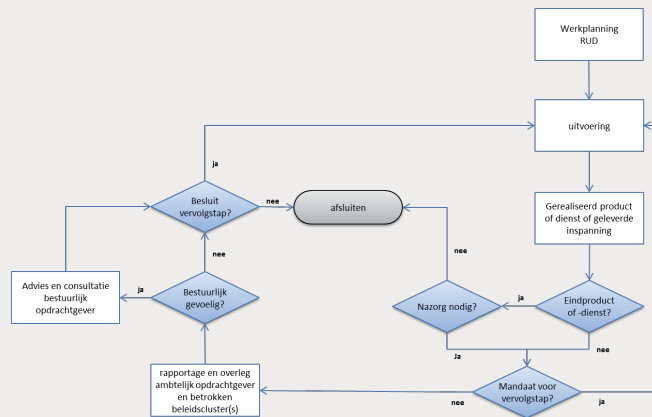 Werkplanning
RUD
uitvoering
ja
Besluit
vervolgstap?
nee
afsluiten
Gerealiseerd product
of dienst of geleverde
inspanning
nee
nee
Advies en consultatie
bestuurlijk
opdrachtgever
ja
Bestuurlijk
gevoelig?
Nazorg nodig?
ja
Eindproduct
of -dienst?
Ja
nee
rapportage en overleg
ambtelijk opdrachtgever
en betrokken
beleidscluster(s)
nee
Mandaat voor
vervolgstap?
ja